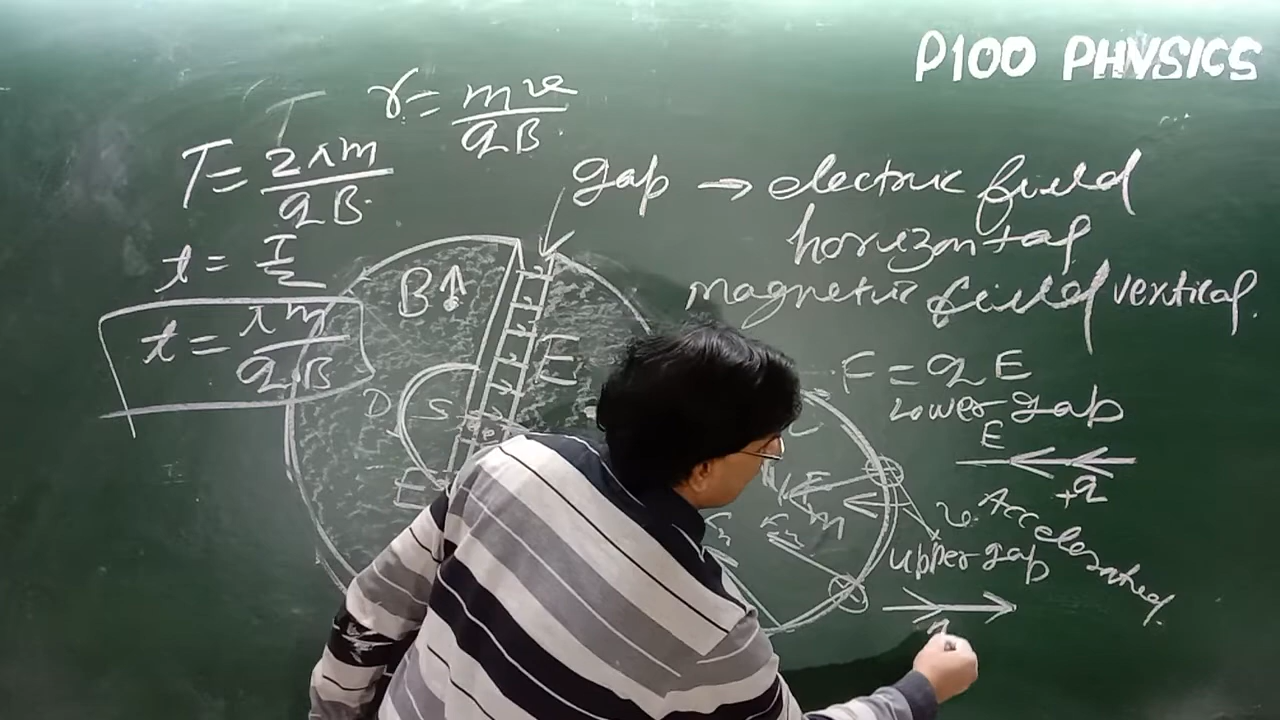 P100 PHYSICS
r = mv/qB
T
T = 2πm/qB
t = T/2
t = πm/qB
gap → electric field
horizontal
magnetic field vertical.
B ↑
E
D
S
F = qE
Lower gap
E
+q
Accelerated
upper gap